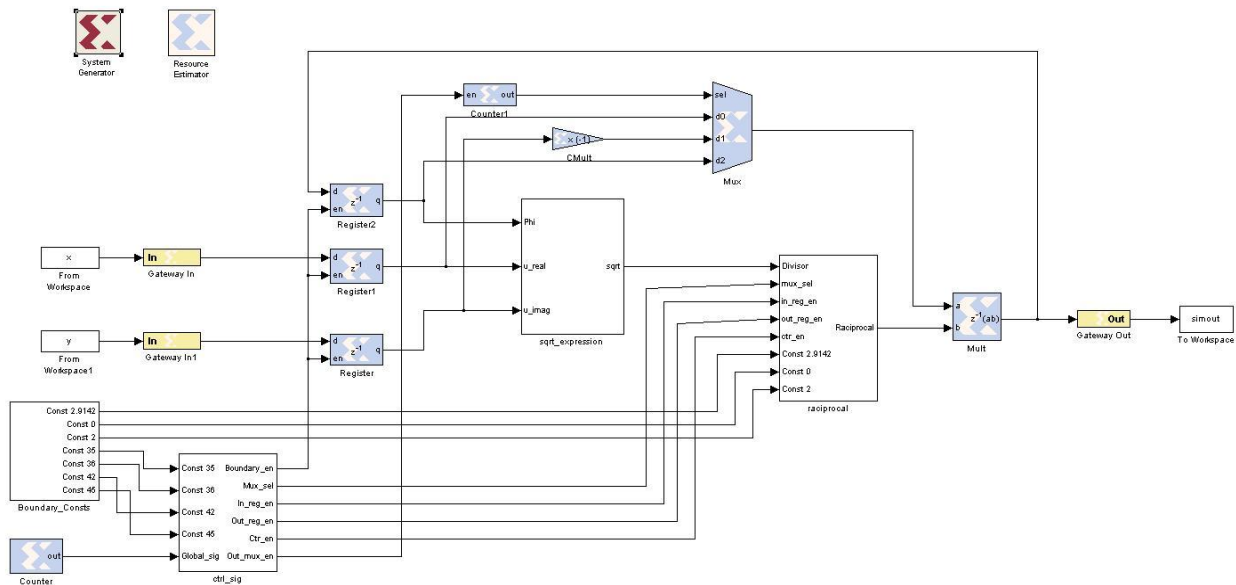 System
Generator
Resource
Estimator
en
out
Counter1
x (-1)
CMult
sel
d0
d1
d2
Mux
d
en
z-1
q
Register2
x
From
Workspace
In
Gateway In
d
en
z-1
q
Register1
y
From
Workspace1
In
Gateway In1
d
en
z-1
q
Register
Phi
u_real
u_imag
sqrt
sqrt_expression
Divisor
mux_sel
in_reg_en
out_reg_en
ctr_en
Const 2.9142
Const 0
Const 2
Raciprocal
raciprocal
a
b
z-1(ab)
Mult
Out
Gateway Out
simout
To Workspace
Const 2.9142
Const 0
Const 2
Const 35
Const 36
Const 42
Const 45
Boundary_Consts
Const 35
Const 36
Const 42
Const 45
Global_sig
Boundary_en
Mux_sel
In_reg_en
Out_reg_en
Ctr_en
Out_mux_en
ctrl_sig
out
Counter